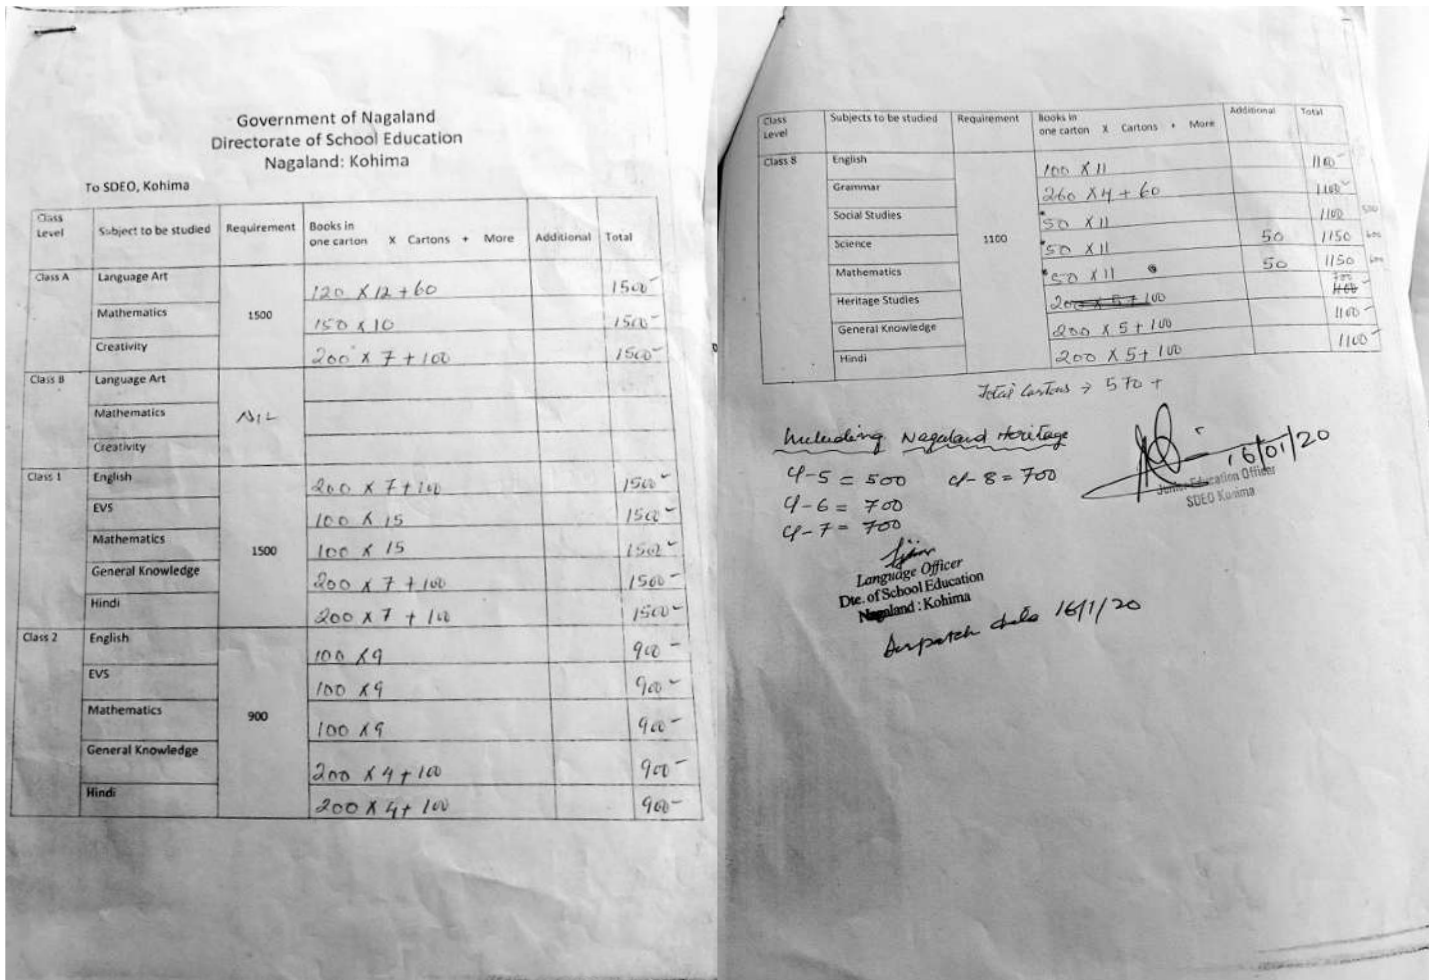 Government of Nagaland
Directorate of School Education
Nagaland: Kohima
To SDEO, Kohima
Class Level Subject to be studied Requirement Books in one carton X Cartons + More Additional Total
Class A Language Art 1500 120 X 12 + 60 1500
Mathematics 150 X 10 1500
Creativity 200 X 7 + 100 1500
Class B Language Art NIL
Mathematics
Creativity
Class 1 English 1500 200 X 7 + 100 1500
EVS 100 X 15 1500
Mathematics 100 X 15 1500
General Knowledge 200 X 7 + 100 1500
Hindi 200 X 7 + 100 1500
Class 2 English 900 100 X 9 900
EVS 100 X 9 900
Mathematics 100 X 9 900
General Knowledge 200 X 4 + 100 900
Hindi 200 X 4 + 100 900
Class Level Subjects to be studied Requirement Books in one carton X Cartons + More Additional Total
Class 8 English 1100 100 X 11 1100
Grammar 260 X 4 + 60 1100
Social Studies 50 X 11 1100
Science 50 X 11 50 1150
Mathematics 50 X 11 50 1150
Heritage Studies 200 X 5 + 100 700 1100
General Knowledge 200 X 5 + 100 1100
Hindi 200 X 5 + 100 1100
Total Cartons → 570 +
Including Nagaland Heritage
Cl-5 = 500 Cl-8 = 700
Cl-6 = 700
Cl-7 = 700
16/01/20
Junior Education Officer
SDEO Kohima
Language Officer
Dte. of School Education
Nagaland : Kohima
Despatch date 16/1/20